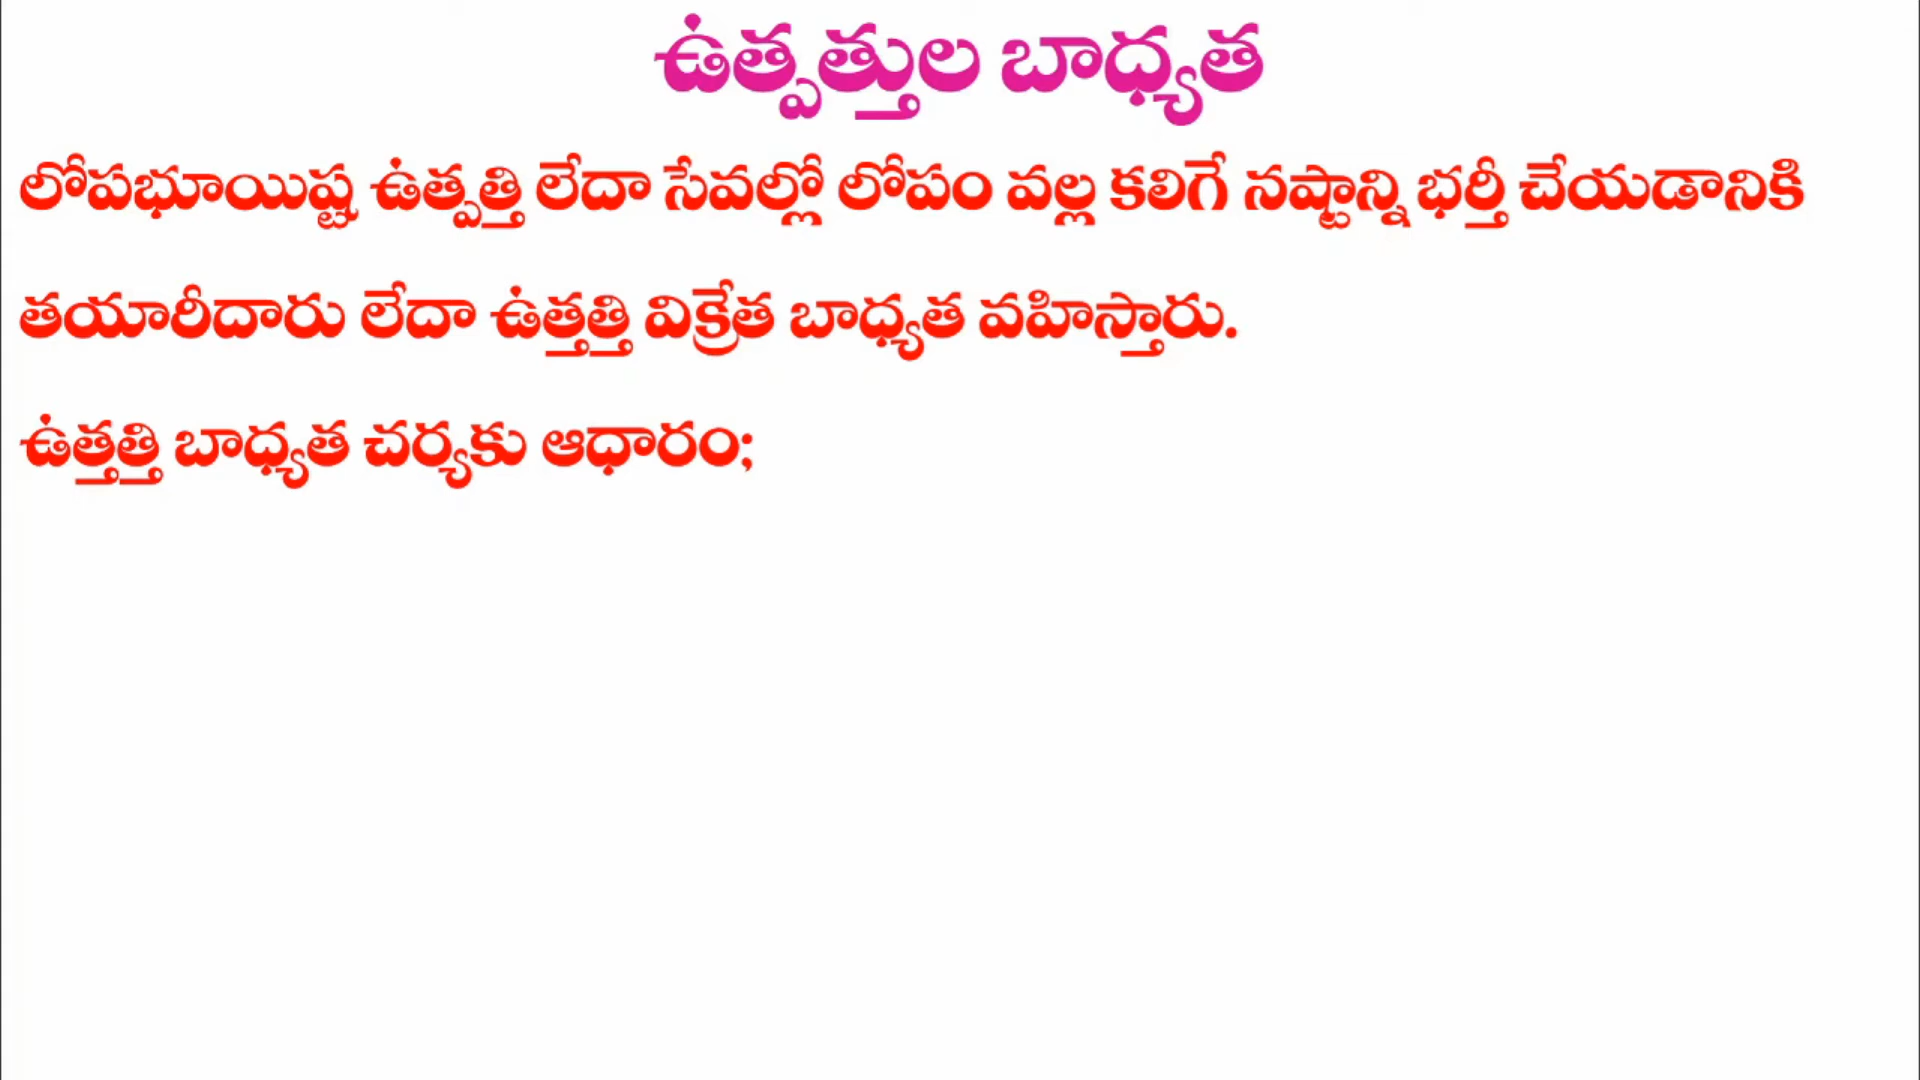 ఉత్పత్తుల బాధ్యత
లోపభూయిష్ట ఉత్పత్తి లేదా సేవల్లో లోపం వల్ల కలిగే నష్టాన్ని భర్తీ చేయడానికి
తయారీదారు లేదా ఉత్తత్తి విక్రేత బాధ్యత వహిస్తారు.
ఉత్తత్తి బాధ్యత చర్యకు ఆధారం;